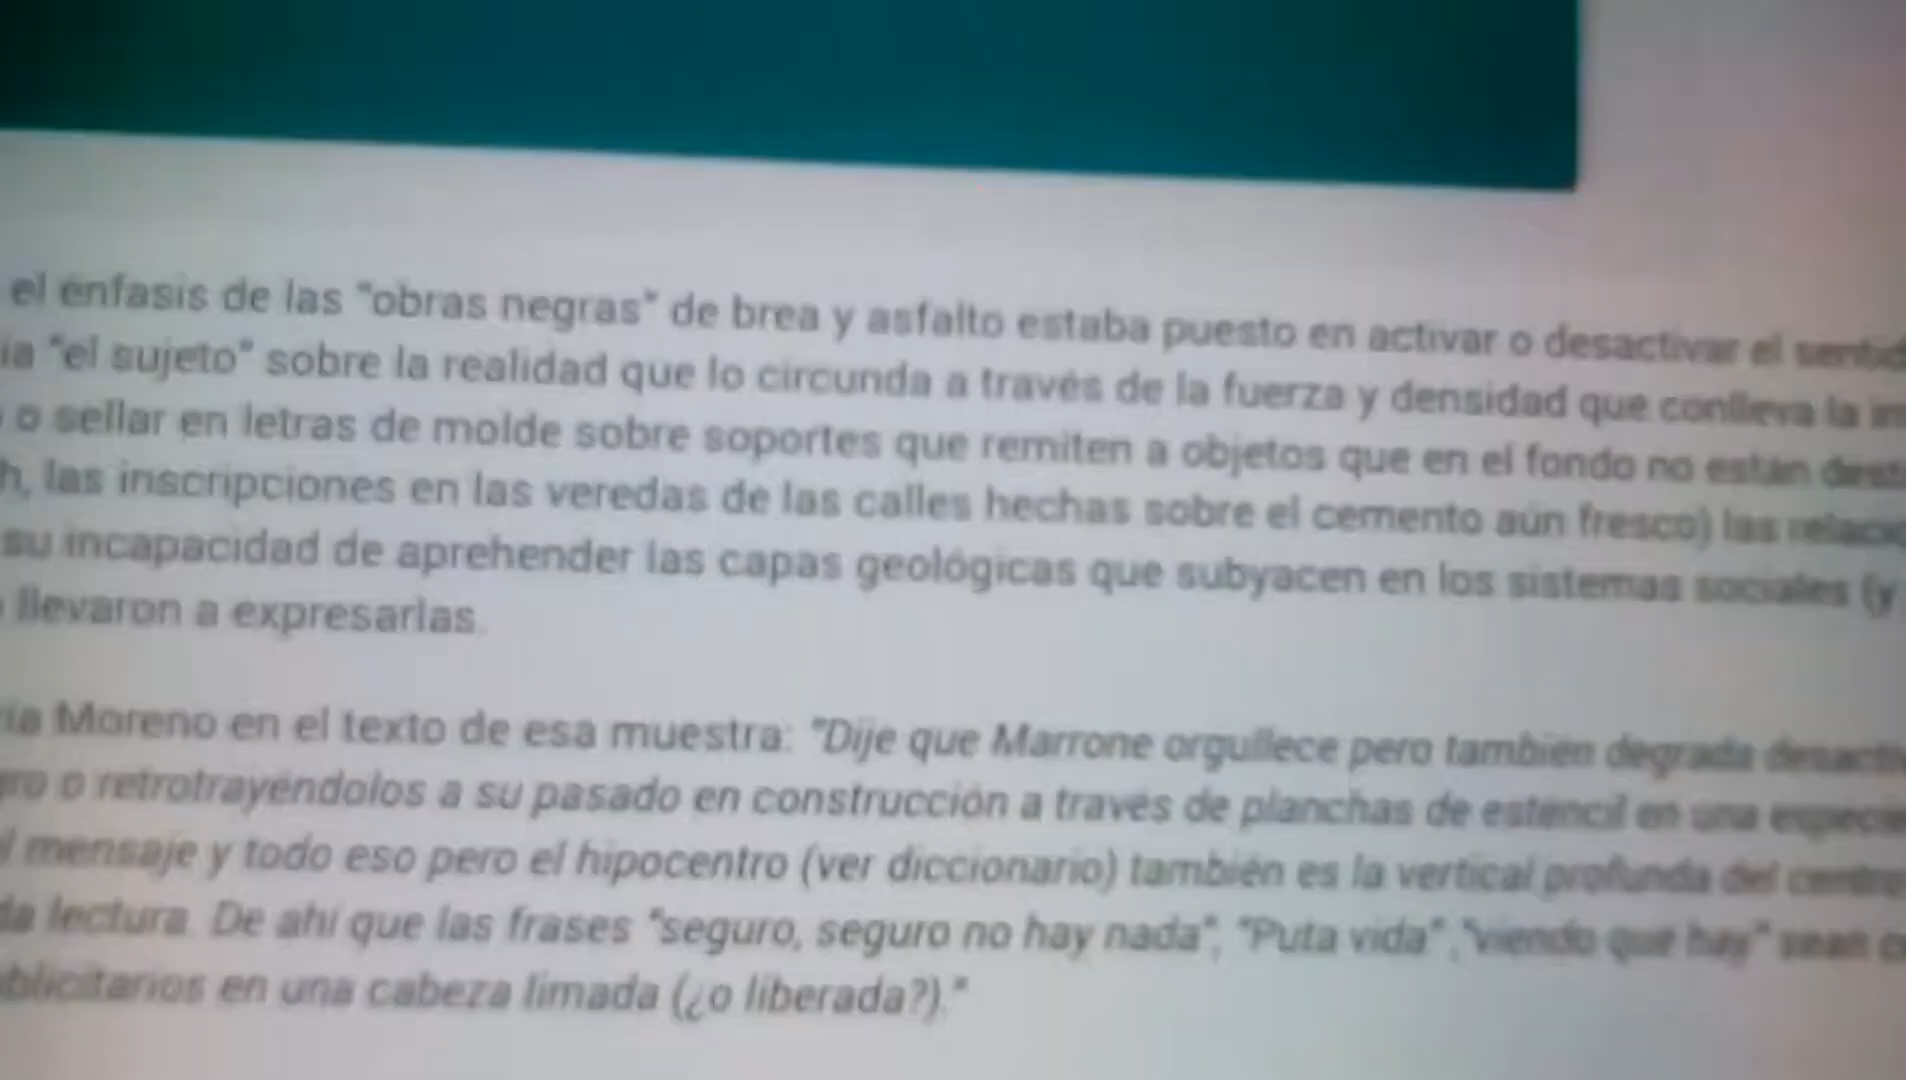 el énfasis de las "obras negras" de brea y asfalto estaba puesto en activar o desactivar el sentid
ia "el sujeto" sobre la realidad que lo circunda a través de la fuerza y densidad que conlleva la
o sellar en letras de molde sobre soportes que remiten a objetos que en el fondo no están
h, las inscripciones en las veredas de las calles hechas sobre el cemento aún fresco) las
su incapacidad de aprehender las capas geológicas que subyacen en los sistemas sociales (y
llevaron a expresarlas.
ia Moreno en el texto de esa muestra: "Dije que Marrone orgullece pero también degrada
o retrotrayéndolos a su pasado en construcción a través de planchas de estencil en una
mensaje y todo eso pero el hipocentro (ver diccionario) también es la vertical profunda del
da lectura. De ahí que las frases "seguro, seguro no hay nada", "Puta vida", "viendo que hay" sean
blicitarios en una cabeza limada (¿o liberada?)."